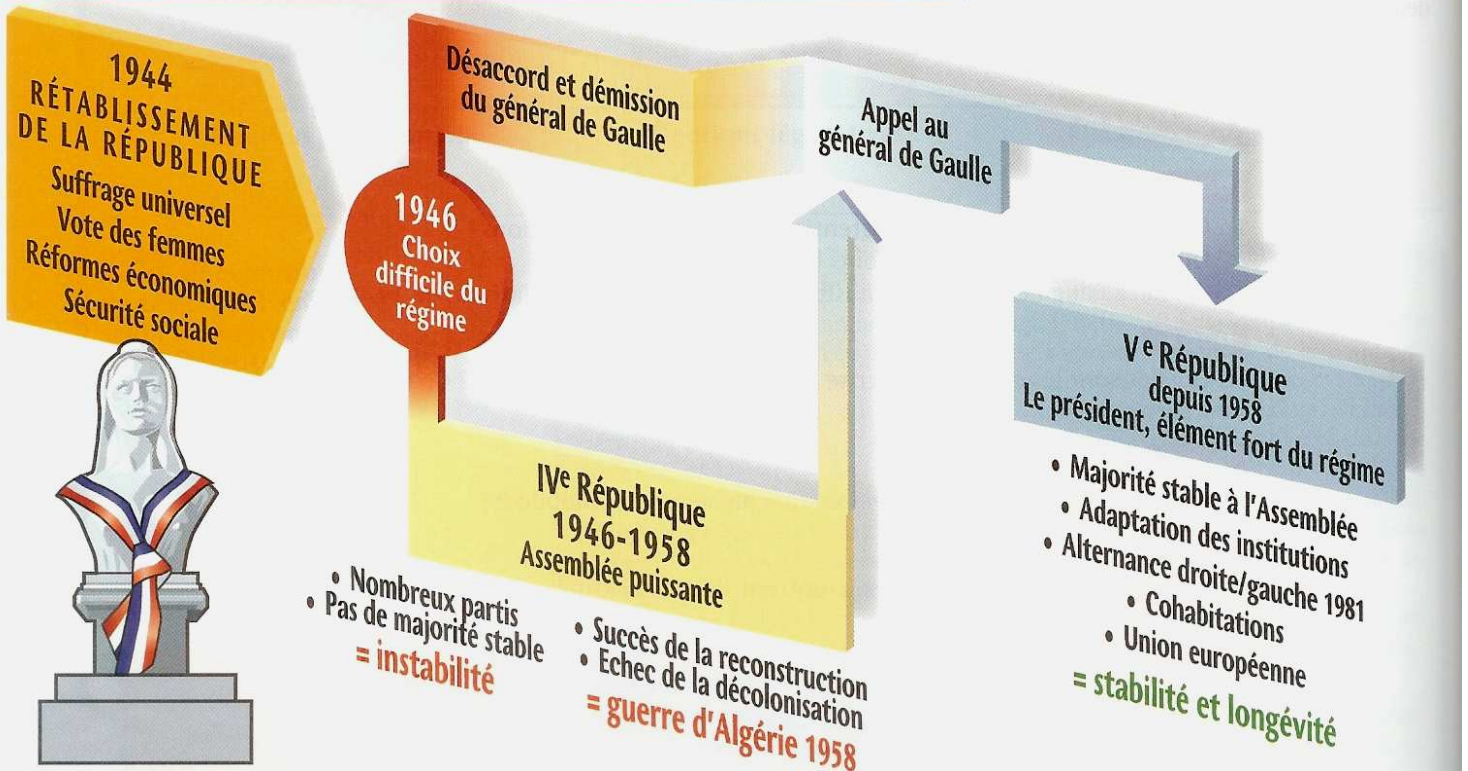 1944
RÉTABLISSEMENT
DE LA RÉPUBLIQUE
Suffrage universel
Vote des femmes
Réformes économiques
Sécurité sociale
1946
Choix
difficile du
régime
Désaccord et démission
du général de Gaulle
Appel au
général de Gaulle
IVe République
1946-1958
Assemblée puissante
• Nombreux partis
• Pas de majorité stable
= instabilité
• Succès de la reconstruction
• Echec de la décolonisation
= guerre d'Algérie 1958
Ve République
depuis 1958
Le président, élément fort du régime
• Majorité stable à l'Assemblée
• Adaptation des institutions
• Alternance droite/gauche 1981
• Cohabitations
• Union européenne
= stabilité et longévité